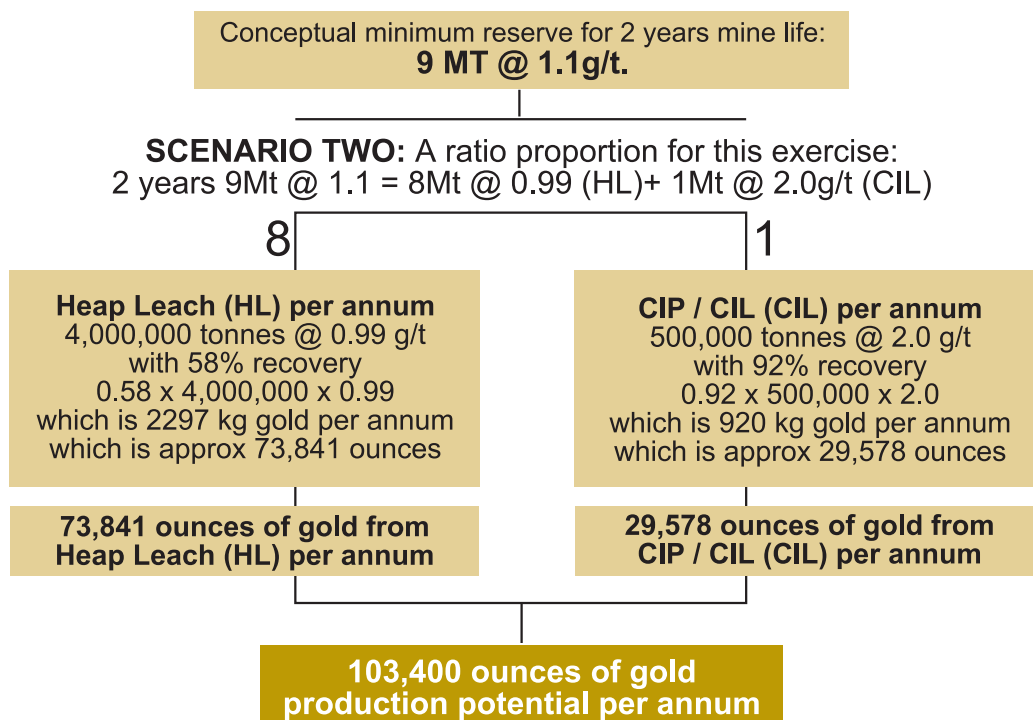 Conceptual minimum reserve for 2 years mine life:
9 MT @ 1.1g/t.
SCENARIO TWO: A ratio proportion for this exercise:
2 years 9Mt @ 1.1 = 8Mt @ 0.99 (HL)+ 1Mt @ 2.0g/t (CIL)
8
1
Heap Leach (HL) per annum
4,000,000 tonnes @ 0.99 g/t
with 58% recovery
0.58 x 4,000,000 x 0.99
which is 2297 kg gold per annum
which is approx 73,841 ounces
CIP / CIL (CIL) per annum
500,000 tonnes @ 2.0 g/t
with 92% recovery
0.92 x 500,000 x 2.0
which is 920 kg gold per annum
which is approx 29,578 ounces
73,841 ounces of gold from
Heap Leach (HL) per annum
29,578 ounces of gold from
CIP / CIL (CIL) per annum
103,400 ounces of gold
production potential per annum